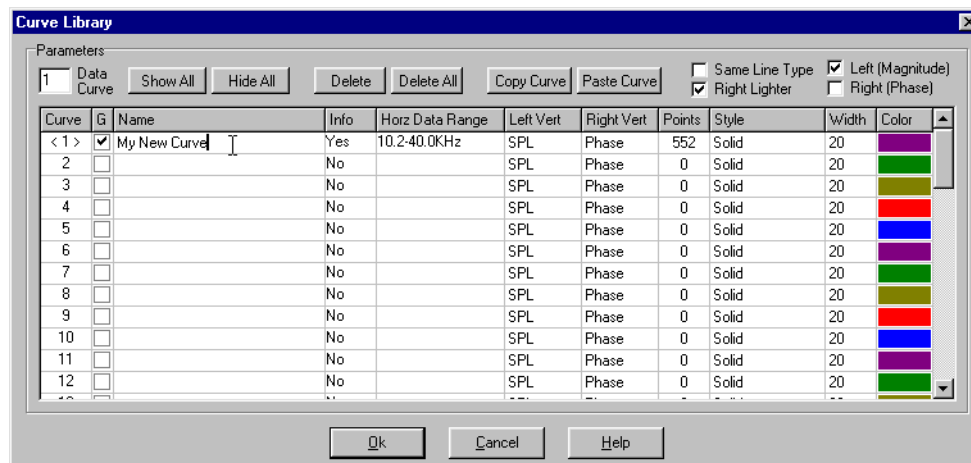 Curve Library
Parameters
1 Data Curve Show All Hide All Delete Delete All Copy Curve Paste Curve Same Line Type Left (Magnitude)
Right Lighter Right (Phase)
Curve G Name Info Horz Data Range Left Vert Right Vert Points Style Width Color
<1> My New Curve Yes 10.2-40.0KHz SPL Phase 552 Solid 20
2 No SPL Phase 0 Solid 20
3 No SPL Phase 0 Solid 20
4 No SPL Phase 0 Solid 20
5 No SPL Phase 0 Solid 20
6 No SPL Phase 0 Solid 20
7 No SPL Phase 0 Solid 20
8 No SPL Phase 0 Solid 20
9 No SPL Phase 0 Solid 20
10 No SPL Phase 0 Solid 20
11 No SPL Phase 0 Solid 20
12 No SPL Phase 0 Solid 20
Ok Cancel Help